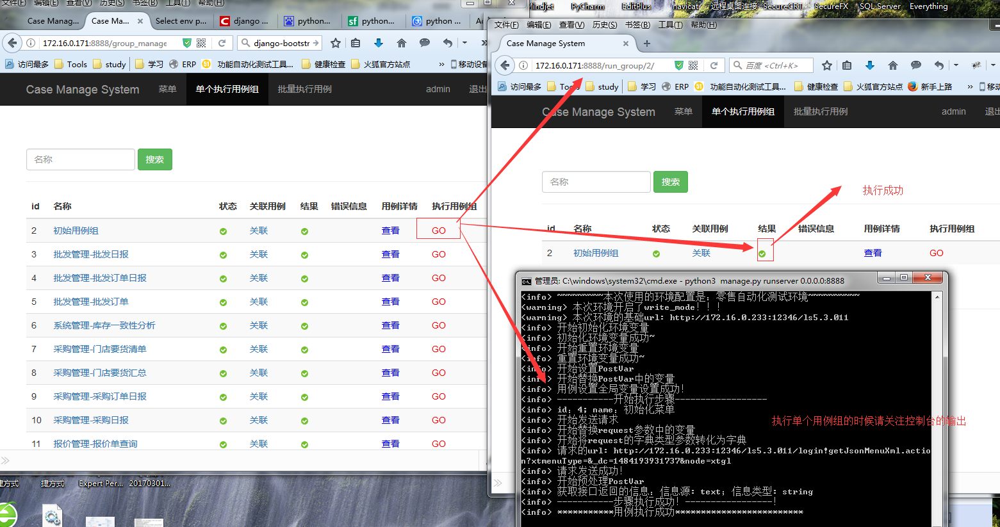 文件(F) 编辑(E) 查看(V) 历史(S) 书签(B) 工具(T) 帮助(H)
Case Manag...
Case Ma...
Select env p...
django ...
python...
python...
python ...
172.16.0.171:8888/group_manage
django-bootstr
访问最多 Tools study 学习 ERP 功能自动化测试工具... 健康检查 火狐官方站点 » 移动设备
Case Manage System 菜单 单个执行用例组 批量执行用例 admin 退出
名称 搜索
id 名称 状态 关联用例 结果 错误信息 用例详情 执行用例组
2 初始用例组 关联 查看 GO
3 批发管理-批发日报 关联 查看 GO
4 批发管理-批发订单日报 关联 查看 GO
5 批发管理-批发订单 关联 查看 GO
6 系统管理-库存一致性分析 关联 查看 GO
7 采购管理-门店要货清单 关联 查看 GO
8 采购管理-门店要货汇总 关联 查看 GO
9 采购管理-采购订单日报 关联 查看 GO
10 采购管理-采购日报 关联 查看 GO
11 报价管理-报价单查询 关联 查看 GO
捷方式 Expert Per... 20170301...
Mindjet PyCharm EditPlus navicat 远程桌面连接 SecureCRT SecureFX SQL Server Everything
文件(F) 编辑(E) 查看(V) 历史(S) 书签(B) 工具(T) 帮助(H)
Case Manage System
172.16.0.171:8888/run_group/2/
百度 <Ctrl+K>
访问最多 Tools study 学习 ERP 功能自动化测试工具... 健康检查 火狐官方站点 新手上路 » 移动
Case Manage System 菜单 单个执行用例组 批量执行用例 admin 退出
名称 搜索
执行成功
id 名称 状态 关联用例 结果 错误信息 用例详情 执行用例组
2 初始用例组 关联 查看 GO
管理员: C:\windows\system32\cmd.exe - python3 manage.py runserver 0.0.0.0:8888
<info> ~~~~~~~~~本次使用的环境配置是：零售自动化测试环境~~~~~~~~~~
<warning> 本次环境开启了write_mode！！！
<warning> 本次环境的基础url: http://172.16.0.233:12346/ls5.3.011
<info> 开始初始化环境变量
<info> 初始化环境变量成功~
<info> 开始重置环境变量
<info> 重置环境变量成功~
<info> 开始设置PostVar
<info> 开始替换PostVar中的变量
<info> 用例设置全局变量设置成功！
<info> -----------开始执行步骤------------------
<info> id：4; name：初始化菜单
<info> 开始发送请求
<info> 开始替换request参数中的变量
<info> 开始将request的字典类型参数转化为字典
<info> 请求的url: http://172.16.0.233:12346/ls5.3.011/login!getJsonMenuXml.actio
n?xtmenuType=&_dc=1484193931737&node=xtgl
<info> 请求发送成功！
<info> 开始预处理PostVar
<info> 获取接口返回的信息：信息源: text; 信息类型: string
<info> -----------步骤执行成功！-----------------！
<info> ***********用例执行成功*************************
执行单个用例组的时候请关注控制台的输出